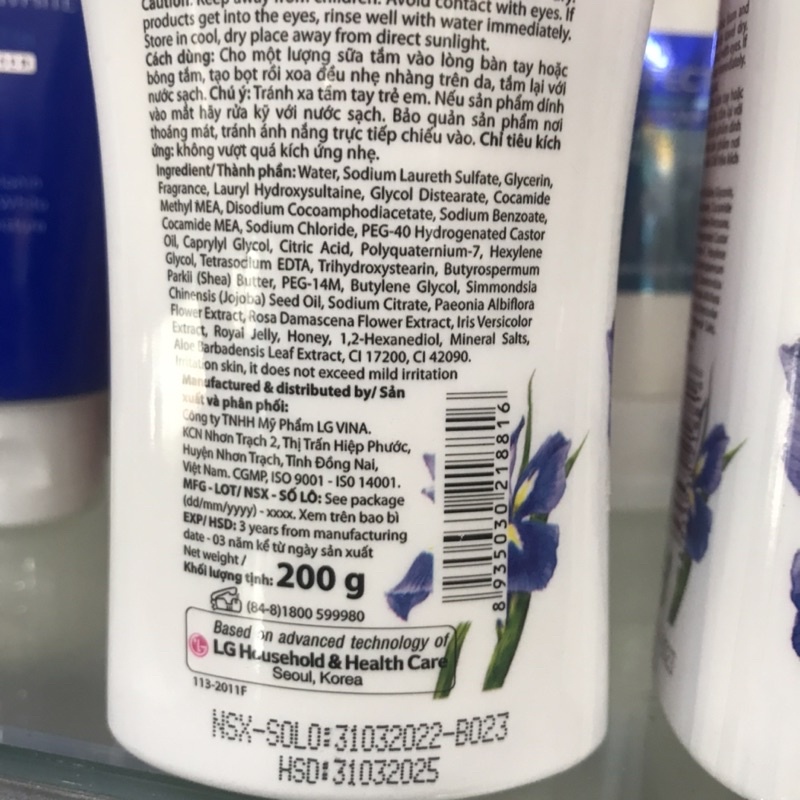 Caution: Keep away from children. Avoid contact with eyes. If
products get into the eyes, rinse well with water immediately.
Store in cool, dry place away from direct sunlight.
Cách dùng: Cho một lượng sữa tắm vào lòng bàn tay hoặc
bông tắm, tạo bọt rồi xoa đều nhẹ nhàng trên da, tắm lại với
nước sạch. Chú ý: Tránh xa tầm tay trẻ em. Nếu sản phẩm dính
vào mắt hãy rửa kỹ với nước sạch. Bảo quản sản phẩm nơi
thoáng mát, tránh ánh nắng trực tiếp chiếu vào. Chỉ tiêu kích
ứng: không vượt quá kích ứng nhẹ.
Ingredient/Thành phần: Water, Sodium Laureth Sulfate, Glycerin,
Fragrance, Lauryl Hydroxysultaine, Glycol Distearate, Cocamide
Methyl MEA, Disodium Cocoamphodiacetate, Sodium Benzoate,
Cocamide MEA, Sodium Chloride, PEG-40 Hydrogenated Castor
Oil, Caprylyl Glycol, Citric Acid, Polyquaternium-7, Hexylene
Glycol, Tetrasodium EDTA, Trihydroxystearin, Butyrospermum
Parkii (Shea) Butter, PEG-14M, Butylene Glycol, Simmondsia
Chinensis (Jojoba) Seed Oil, Sodium Citrate, Paeonia Albiflora
Flower Extract, Rosa Damascena Flower Extract, Iris Versicolor
Extract, Royal Jelly, Honey, 1,2-Hexanediol, Mineral Salts,
Aloe Barbadensis Leaf Extract, CI 17200, CI 42090.
Irritation skin, it does not exceed mild irritation
Manufactured & distributed by/ Sản
xuất và phân phối:
Công ty TNHH Mỹ Phẩm LG VINA.
KCN Nhơn Trạch 2, Thị Trấn Hiệp Phước,
Huyện Nhơn Trạch, Tỉnh Đồng Nai,
Việt Nam. CGMP, ISO 9001 - ISO 14001.
MFG - LOT/ NSX - SỐ LÔ: See package
(dd/mm/yyyy) - xxxx. Xem trên bao bì
EXP/ HSD: 3 years from manufacturing
date - 03 năm kể từ ngày sản xuất
Net weight /
Khối lượng tịnh: 200 g
(84-8)1800 599980
8 935030 218816
Based on advanced technology of
LG Household & Health Care
Seoul, Korea
113-2011F
NSX-SOLO:31032022-B023
HSD:31032025